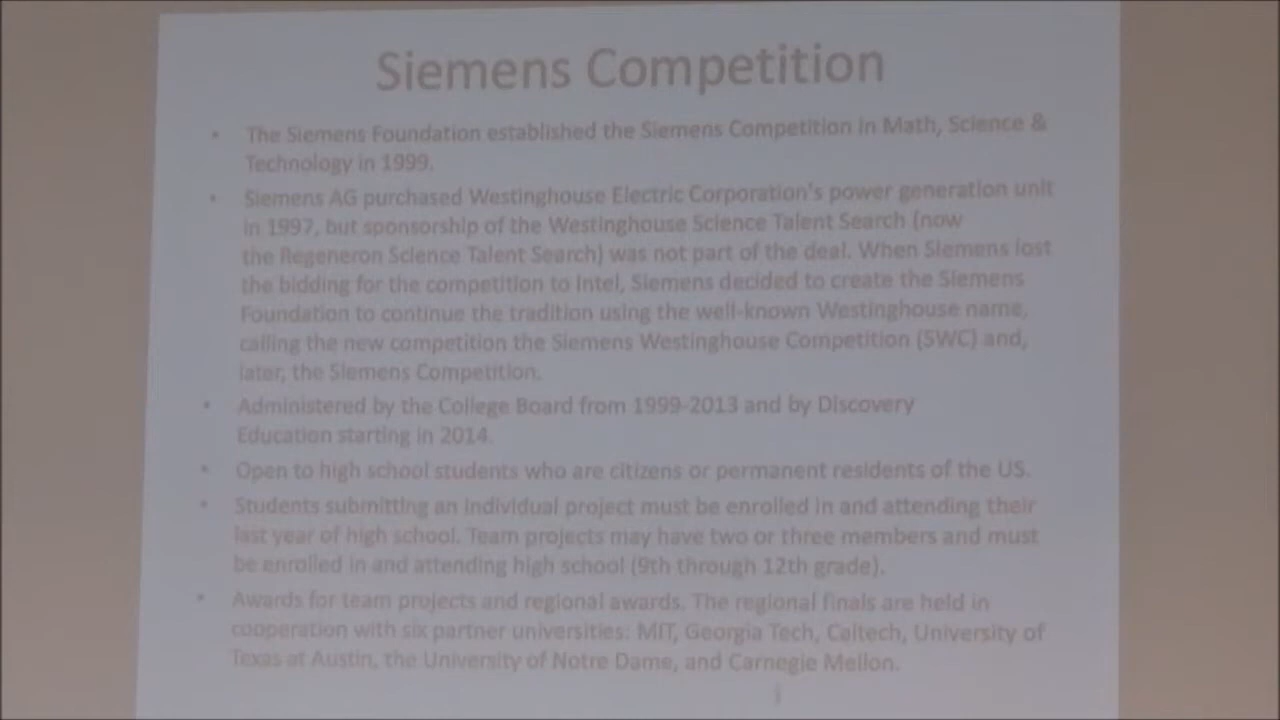 Siemens Competition
• The Siemens Foundation established the Siemens Competition in Math, Science &
Technology in 1999.
• Siemens AG purchased Westinghouse Electric Corporation's power generation unit
in 1997, but sponsorship of the Westinghouse Science Talent Search (now
the Regeneron Science Talent Search) was not part of the deal. When Siemens lost
the bidding for the competition to Intel, Siemens decided to create the Siemens
Foundation to continue the tradition using the well-known Westinghouse name,
calling the new competition the Siemens Westinghouse Competition (SWC) and,
later, the Siemens Competition.
• Administered by the College Board from 1999-2013 and by Discovery
Education starting in 2014.
• Open to high school students who are citizens or permanent residents of the US.
• Students submitting an individual project must be enrolled in and attending their
last year of high school. Team projects may have two or three members and must
be enrolled in and attending high school (9th through 12th grade).
• Awards for team projects and regional awards. The regional finals are held in
cooperation with six partner universities: MIT, Georgia Tech, Caltech, University of
Texas at Austin, the University of Notre Dame, and Carnegie Mellon.